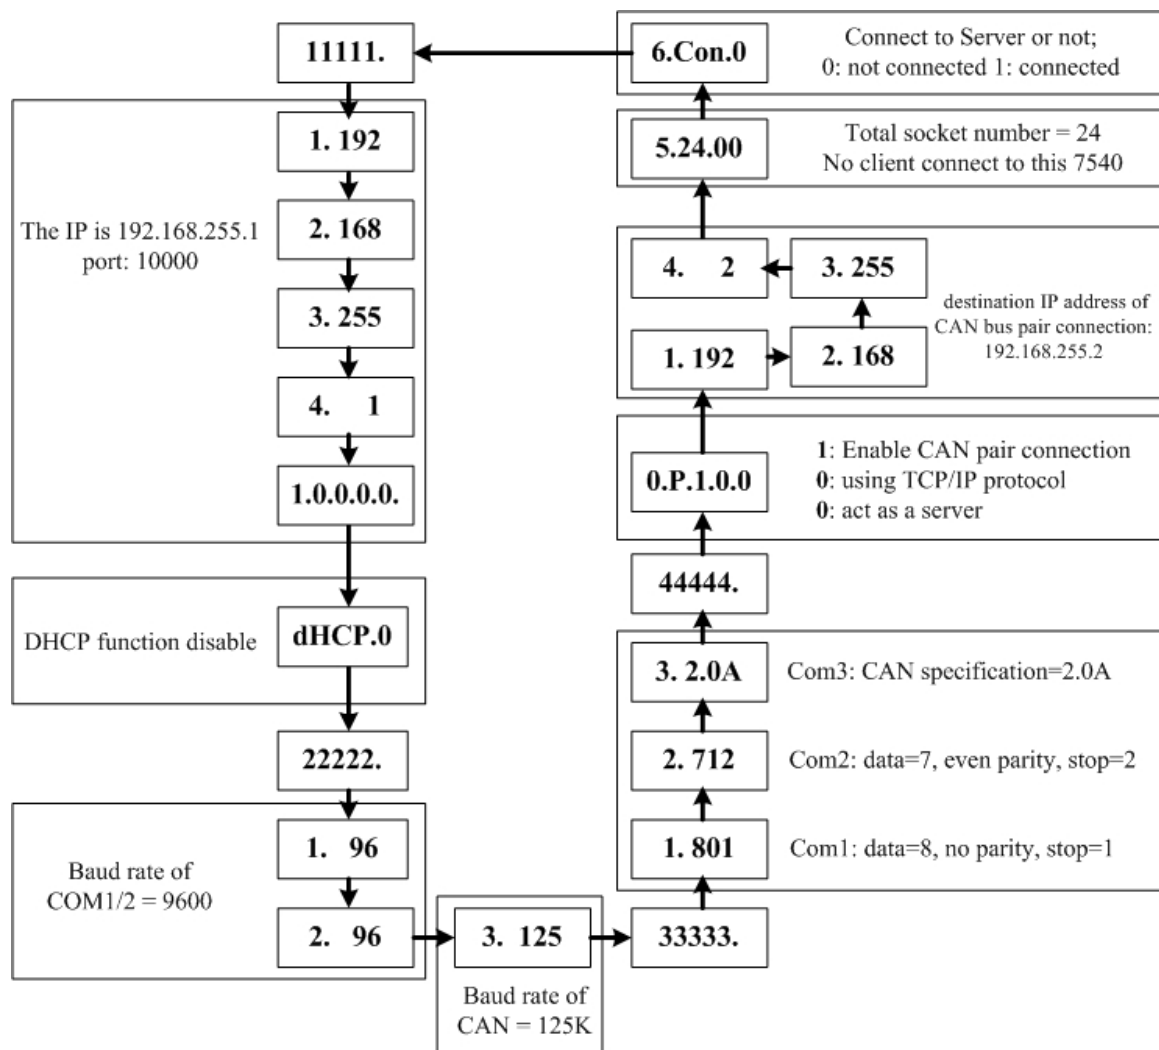 11111.
1. 192
2. 168
3. 255
4. 1
1.0.0.0.0.
The IP is 192.168.255.1
port: 10000
dHCP.0
DHCP function disable
22222.
1. 96
2. 96
Baud rate of
COM1/2 = 9600
3. 125
Baud rate of
CAN = 125K
33333.
1. 801
Com1: data=8, no parity, stop=1
2. 712
Com2: data=7, even parity, stop=2
3. 2.0A
Com3: CAN specification=2.0A
44444.
0.P.1.0.0
1: Enable CAN pair connection
0: using TCP/IP protocol
0: act as a server
1. 192
2. 168
3. 255
4. 2
destination IP address of
CAN bus pair connection:
192.168.255.2
5.24.00
Total socket number = 24
No client connect to this 7540
6.Con.0
Connect to Server or not;
0: not connected 1: connected